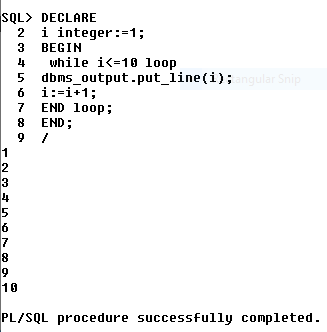 SQL> DECLARE
2 i integer:=1;
3 BEGIN
4 while i<=10 loop
5 dbms_output.put_line(i);
6 i:=i+1;
7 END loop;
8 END;
9 /
1
2
3
4
5
6
7
8
9
10
PL/SQL procedure successfully completed.